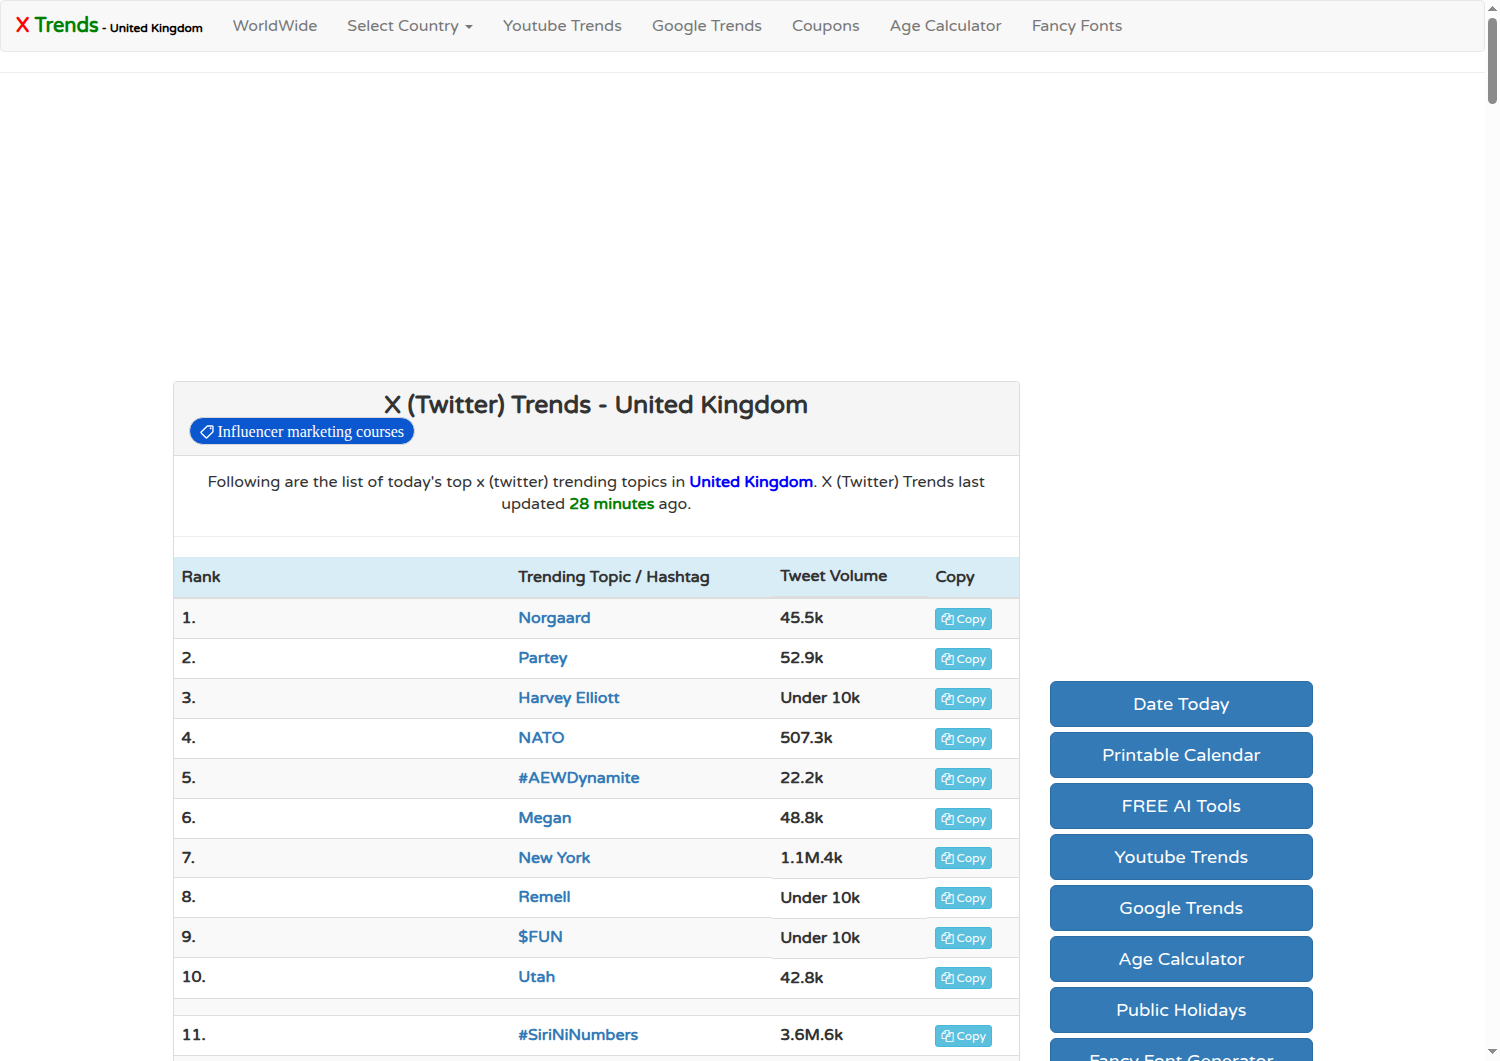 X Trends - United Kingdom WorldWide Select Country Youtube Trends Google Trends Coupons Age Calculator Fancy Fonts
X (Twitter) Trends - United Kingdom
Influencer marketing courses
Following are the list of today's top x (twitter) trending topics in United Kingdom. X (Twitter) Trends last
updated 28 minutes ago.
Rank Trending Topic / Hashtag Tweet Volume Copy
1. Norgaard 45.5k Copy
2. Partey 52.9k Copy
3. Harvey Elliott Under 10k Copy
4. NATO 507.3k Copy
5. #AEWDynamite 22.2k Copy
6. Megan 48.8k Copy
7. New York 1.1M.4k Copy
8. Remell Under 10k Copy
9. $FUN Under 10k Copy
10. Utah 42.8k Copy
11. #SiriNiNumbers 3.6M.6k Copy
Date Today
Printable Calendar
FREE AI Tools
Youtube Trends
Google Trends
Age Calculator
Public Holidays
Fancy Font Generator